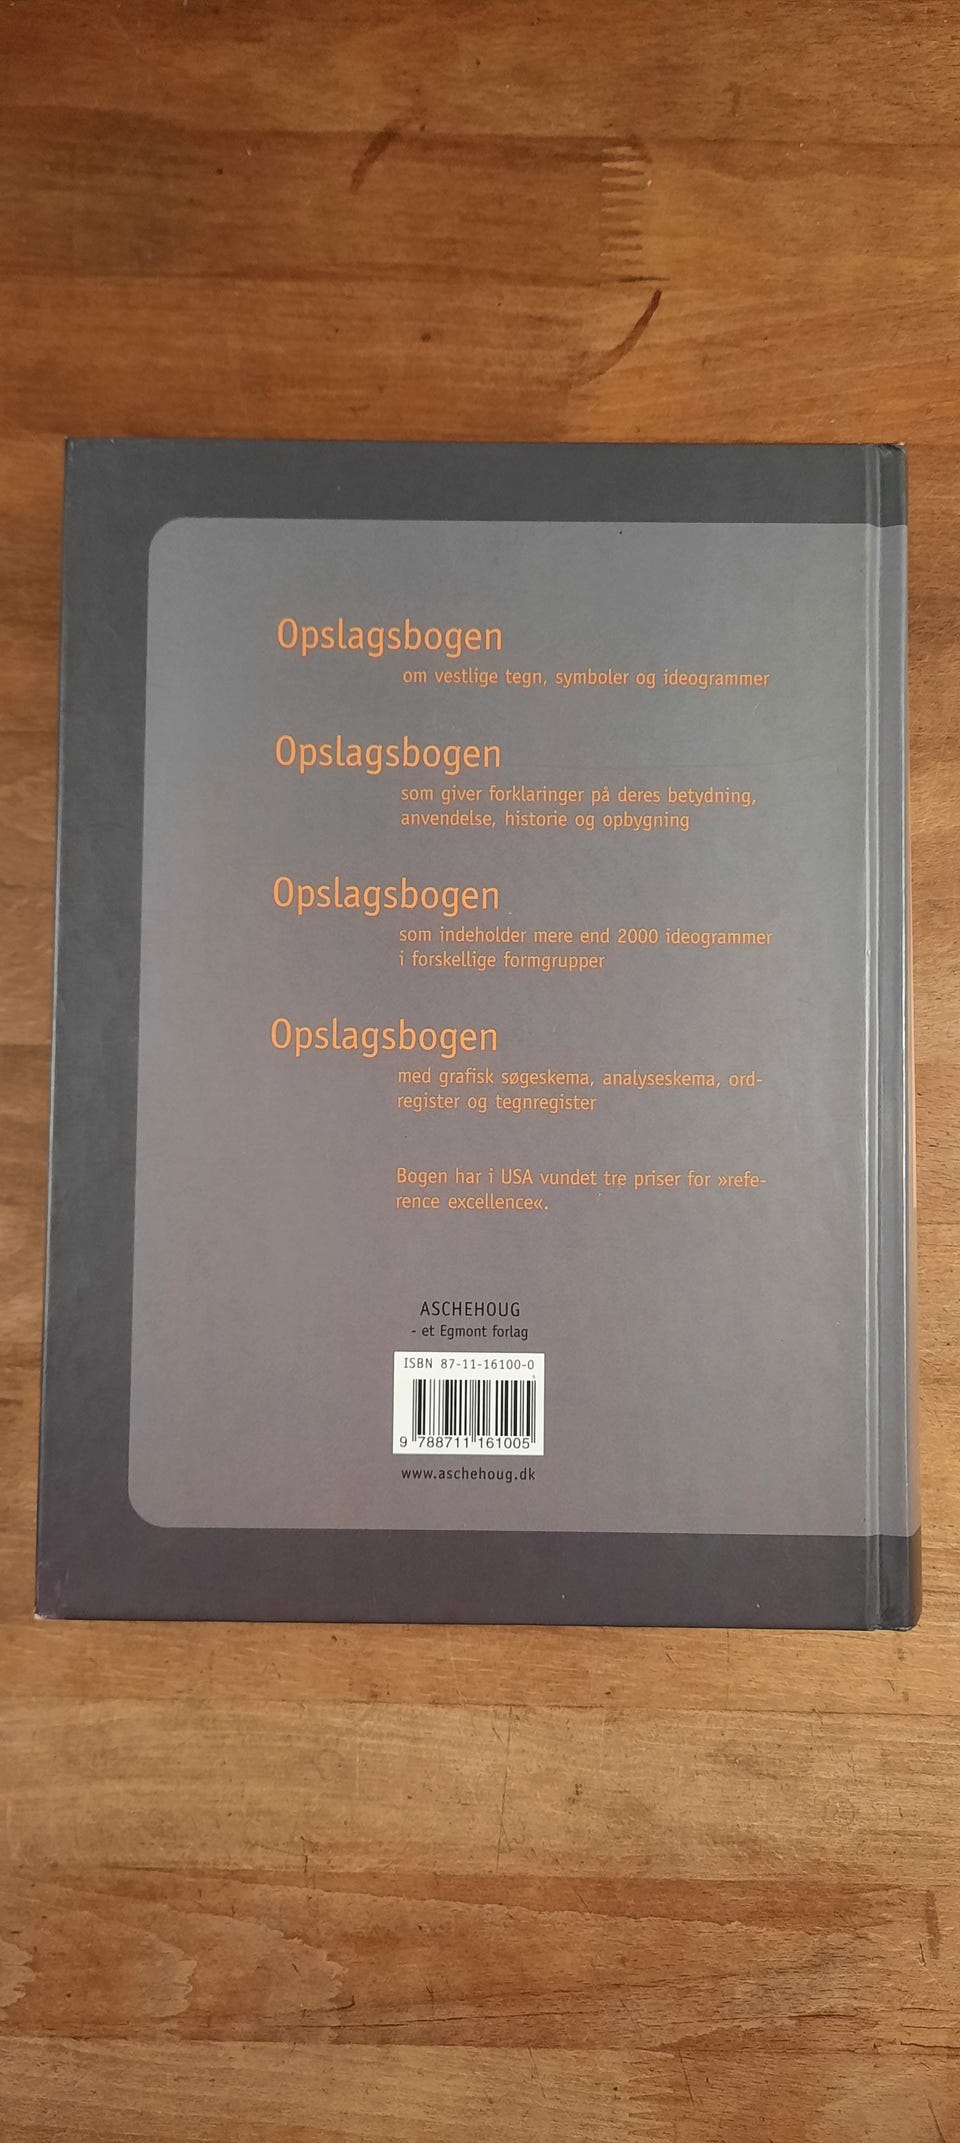 Opslagsbogen
om vestlige tegn, symboler og ideogrammer
Opslagsbogen
som giver forklaringer på deres betydning,
anvendelse, historie og opbygning
Opslagsbogen
som indeholder mere end 2000 ideogrammer
i forskellige formgrupper
Opslagsbogen
med grafisk søgeskema, analyseskema, ord-
register og tegnregister
Bogen har i USA vundet tre priser for »refe-
rence excellence«.
ASCHEHOUG
- et Egmont forlag
ISBN 87-11-16100-0
9 788711 161005
www.aschehoug.dk